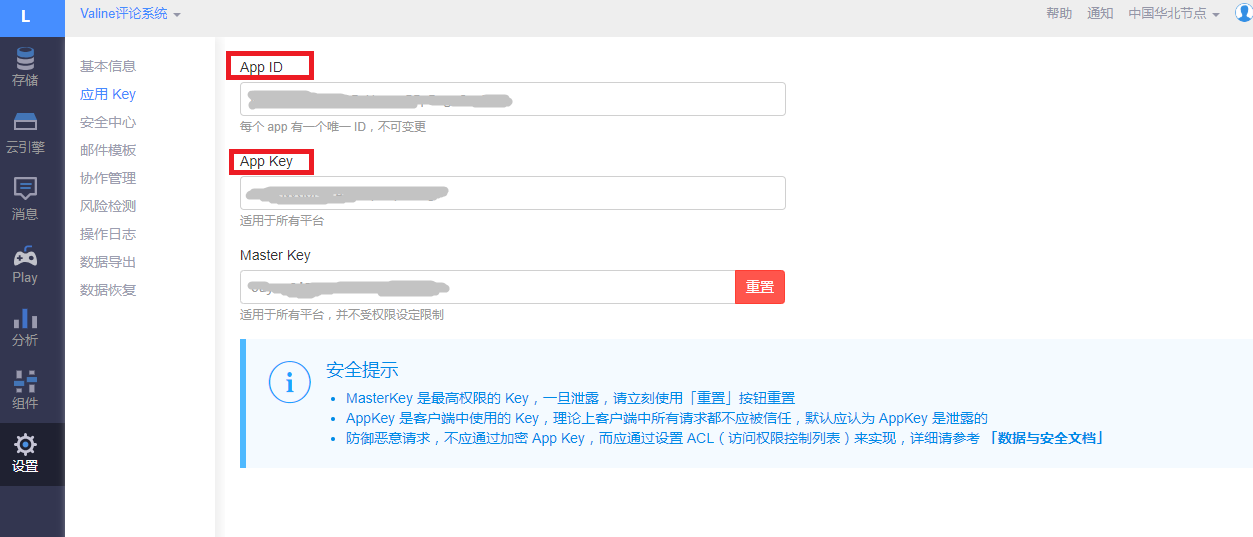 L
Valine评论系统
帮助 通知 中国华北节点
存储
云引擎
消息
Play
分析
组件
设置
基本信息
应用 Key
安全中心
邮件模板
协作管理
风险检测
操作日志
数据导出
数据恢复
App ID
每个 app 有一个唯一 ID，不可变更
App Key
适用于所有平台
Master Key
重置
适用于所有平台，并不受权限设定限制
安全提示
MasterKey 是最高权限的 Key，一旦泄露，请立刻使用「重置」按钮重置
AppKey 是客户端中使用的 Key，理论上客户端中所有请求都不应被信任，默认应认为 AppKey 是泄露的
防御恶意请求，不应通过加密 App Key，而应通过设置 ACL（访问权限控制列表）来实现，详细请参考 「数据与安全文档」